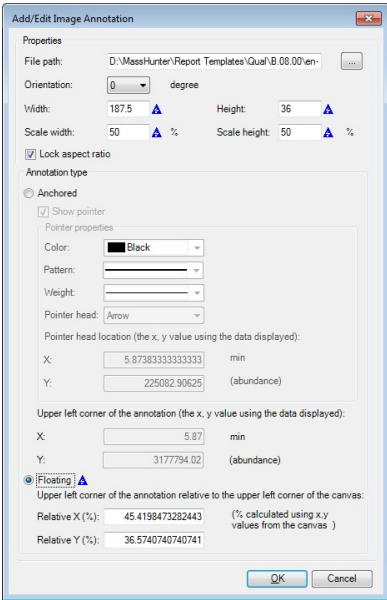 Add/Edit Image Annotation
Properties
File path: D:\MassHunter\Report Templates\Qual\B.08.00\en- ...
Orientation: 0 degree
Width: 187.5 Height: 36
Scale width: 50 % Scale height: 50 %
Lock aspect ratio
Annotation type
Anchored
Show pointer
Pointer properties
Color: Black
Pattern:
Weight:
Pointer head: Arrow
Pointer head location (the x, y value using the data displayed):
X: 5.87383333333333 min
Y: 225082.90625 (abundance)
Upper left corner of the annotation (the x, y value using the data displayed):
X: 5.87 min
Y: 3177794.02 (abundance)
Floating
Upper left corner of the annotation relative to the upper left corner of the canvas:
Relative X (%): 45.4198473282443 (% calculated using x,y
values from the canvas )
Relative Y (%): 36.5740740740741
OK Cancel